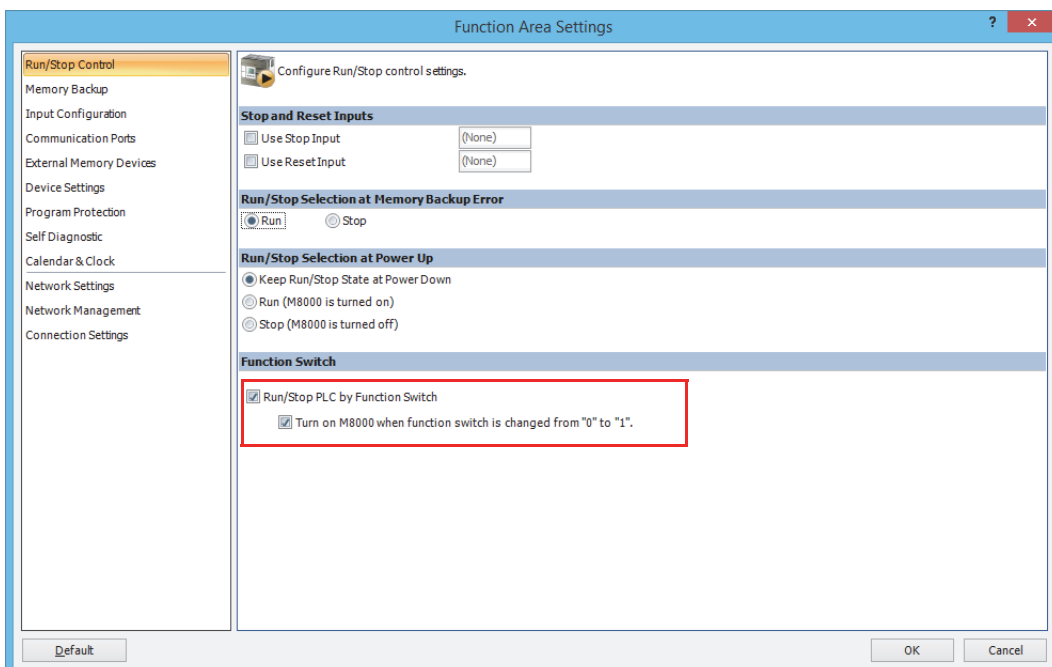 Function Area Settings
?
Run/Stop Control
Memory Backup
Input Configuration
Communication Ports
External Memory Devices
Device Settings
Program Protection
Self Diagnostic
Calendar & Clock
Network Settings
Network Management
Connection Settings
Configure Run/Stop control settings.
Stop and Reset Inputs
Use Stop Input (None)
Use Reset Input (None)
Run/Stop Selection at Memory Backup Error
Run Stop
Run/Stop Selection at Power Up
Keep Run/Stop State at Power Down
Run (M8000 is turned on)
Stop (M8000 is turned off)
Function Switch
Run/Stop PLC by Function Switch
Turn on M8000 when function switch is changed from "0" to "1".
Default OK Cancel